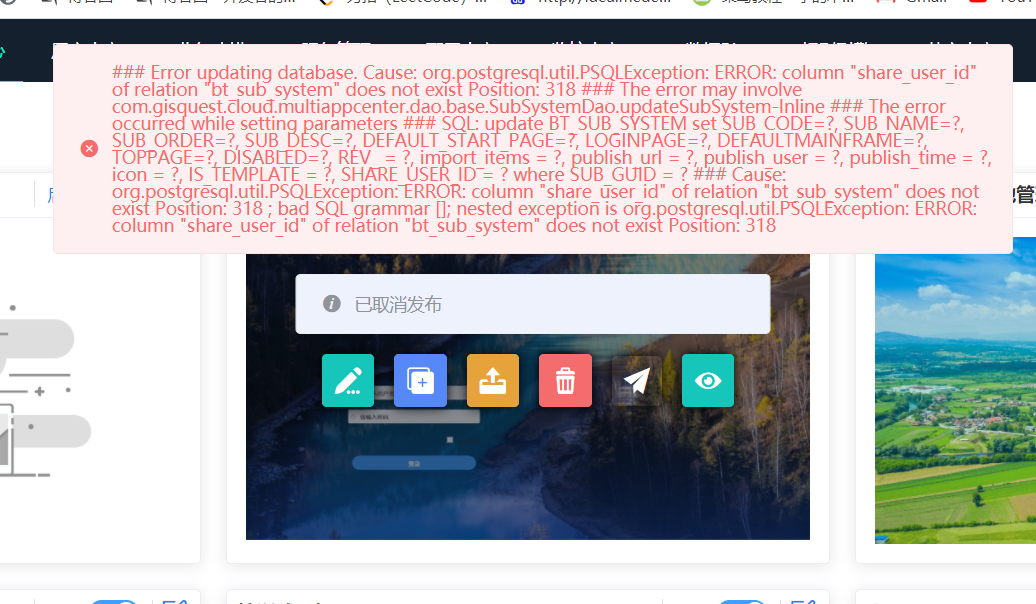 ### Error updating database. Cause: org.postgresql.util.PSQLException: ERROR: column "share_user_id"
of relation "bt_sub_system" does not exist Position: 318 ### The error may involve
com.gisquest.cloud.multiappcenter.dao.base.SubSystemDao.updateSubSystem-Inline ### The error
occurred while setting parameters ### SQL: update BT_SUB_SYSTEM set SUB_CODE=?, SUB_NAME=?,
SUB_ORDER=?, SUB_DESC=?, DEFAULT_START_PAGE=?, LOGINPAGE=?, DEFAULTMAINFRAME=?,
TOPPAGE=?, DISABLED=?, REV_ = ?, import_items = ?, publish_url = ?, publish_user = ?, publish_time = ?,
icon = ?, IS_TEMPLATE = ?, SHARE_USER_ID = ? where SUB_GUID = ? ### Cause:
org.postgresql.util.PSQLException: ERROR: column "share_user_id" of relation "bt_sub_system" does not
exist Position: 318 ; bad SQL grammar []; nested exception is org.postgresql.util.PSQLException: ERROR:
column "share_user_id" of relation "bt_sub_system" does not exist Position: 318
已取消发布